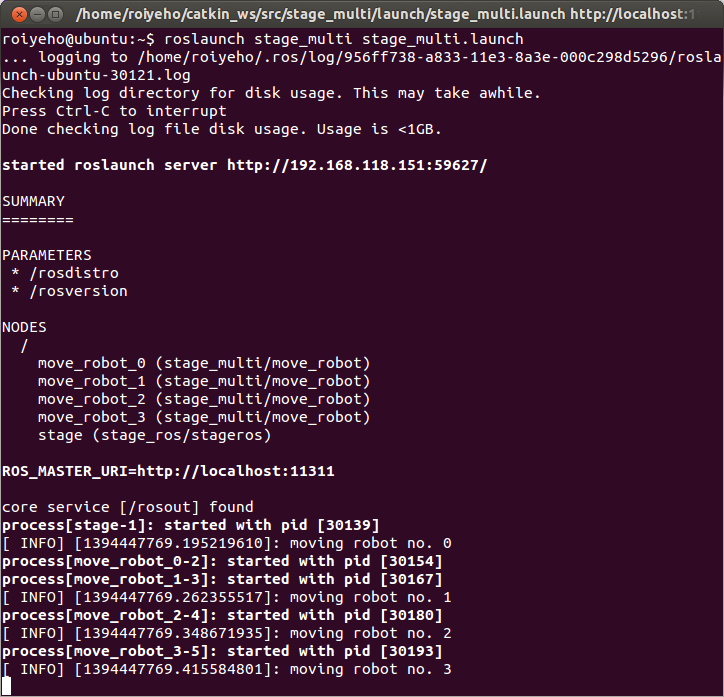 /home/roiyeho/catkin_ws/src/stage_multi/launch/stage_multi.launch http://localhost:1
roiyeho@ubuntu:~$ roslaunch stage_multi stage_multi.launch
... logging to /home/roiyeho/.ros/log/956ff738-a833-11e3-8a3e-000c298d5296/rosla
unch-ubuntu-30121.log
Checking log directory for disk usage. This may take awhile.
Press Ctrl-C to interrupt
Done checking log file disk usage. Usage is <1GB.
started roslaunch server http://192.168.118.151:59627/
SUMMARY
========
PARAMETERS
* /rosdistro
* /rosversion
NODES
/
move_robot_0 (stage_multi/move_robot)
move_robot_1 (stage_multi/move_robot)
move_robot_2 (stage_multi/move_robot)
move_robot_3 (stage_multi/move_robot)
stage (stage_ros/stageros)
ROS_MASTER_URI=http://localhost:11311
core service [/rosout] found
process[stage-1]: started with pid [30139]
[ INFO] [1394447769.195219610]: moving robot no. 0
process[move_robot_0-2]: started with pid [30154]
process[move_robot_1-3]: started with pid [30167]
[ INFO] [1394447769.262355517]: moving robot no. 1
process[move_robot_2-4]: started with pid [30180]
[ INFO] [1394447769.348671935]: moving robot no. 2
process[move_robot_3-5]: started with pid [30193]
[ INFO] [1394447769.415584801]: moving robot no. 3